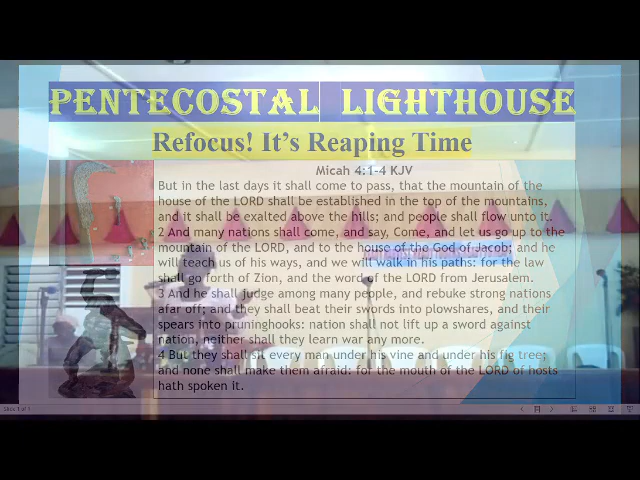 PENTECOSTAL LIGHTHOUSE
Refocus! It's Reaping Time
Micah 4:1-4 KJV
But in the last days it shall come to pass, that the mountain of the
house of the LORD shall be established in the top of the mountains,
and it shall be exalted above the hills; and people shall flow unto it.
2 And many nations shall come, and say, Come, and let us go up to the
mountain of the LORD, and to the house of the God of Jacob; and he
will teach us of his ways, and we will walk in his paths: for the law
shall go forth of Zion, and the word of the LORD from Jerusalem.
3 And he shall judge among many people, and rebuke strong nations
afar off; and they shall beat their swords into plowshares, and their
spears into pruninghooks: nation shall not lift up a sword against
nation, neither shall they learn war any more.
4 But they shall sit every man under his vine and under his fig tree;
and none shall make them afraid: for the mouth of the LORD of hosts
hath spoken it.
Slide 1 of 1